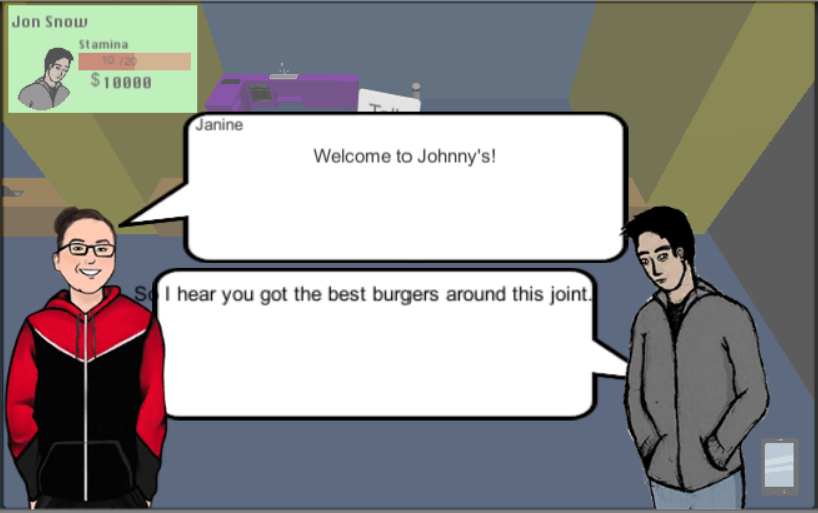 Jon Snow
Stamina
10 /20
$10000
Janine
Welcome to Johnny's!
So I hear you got the best burgers around this joint.